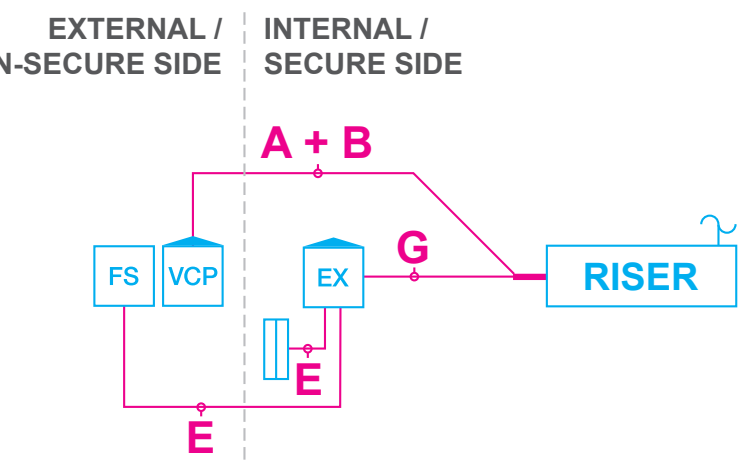 EXTERNAL /
N-SECURE SIDE
INTERNAL /
SECURE SIDE
A + B
G
FS
VCP
EX
RISER
E
E